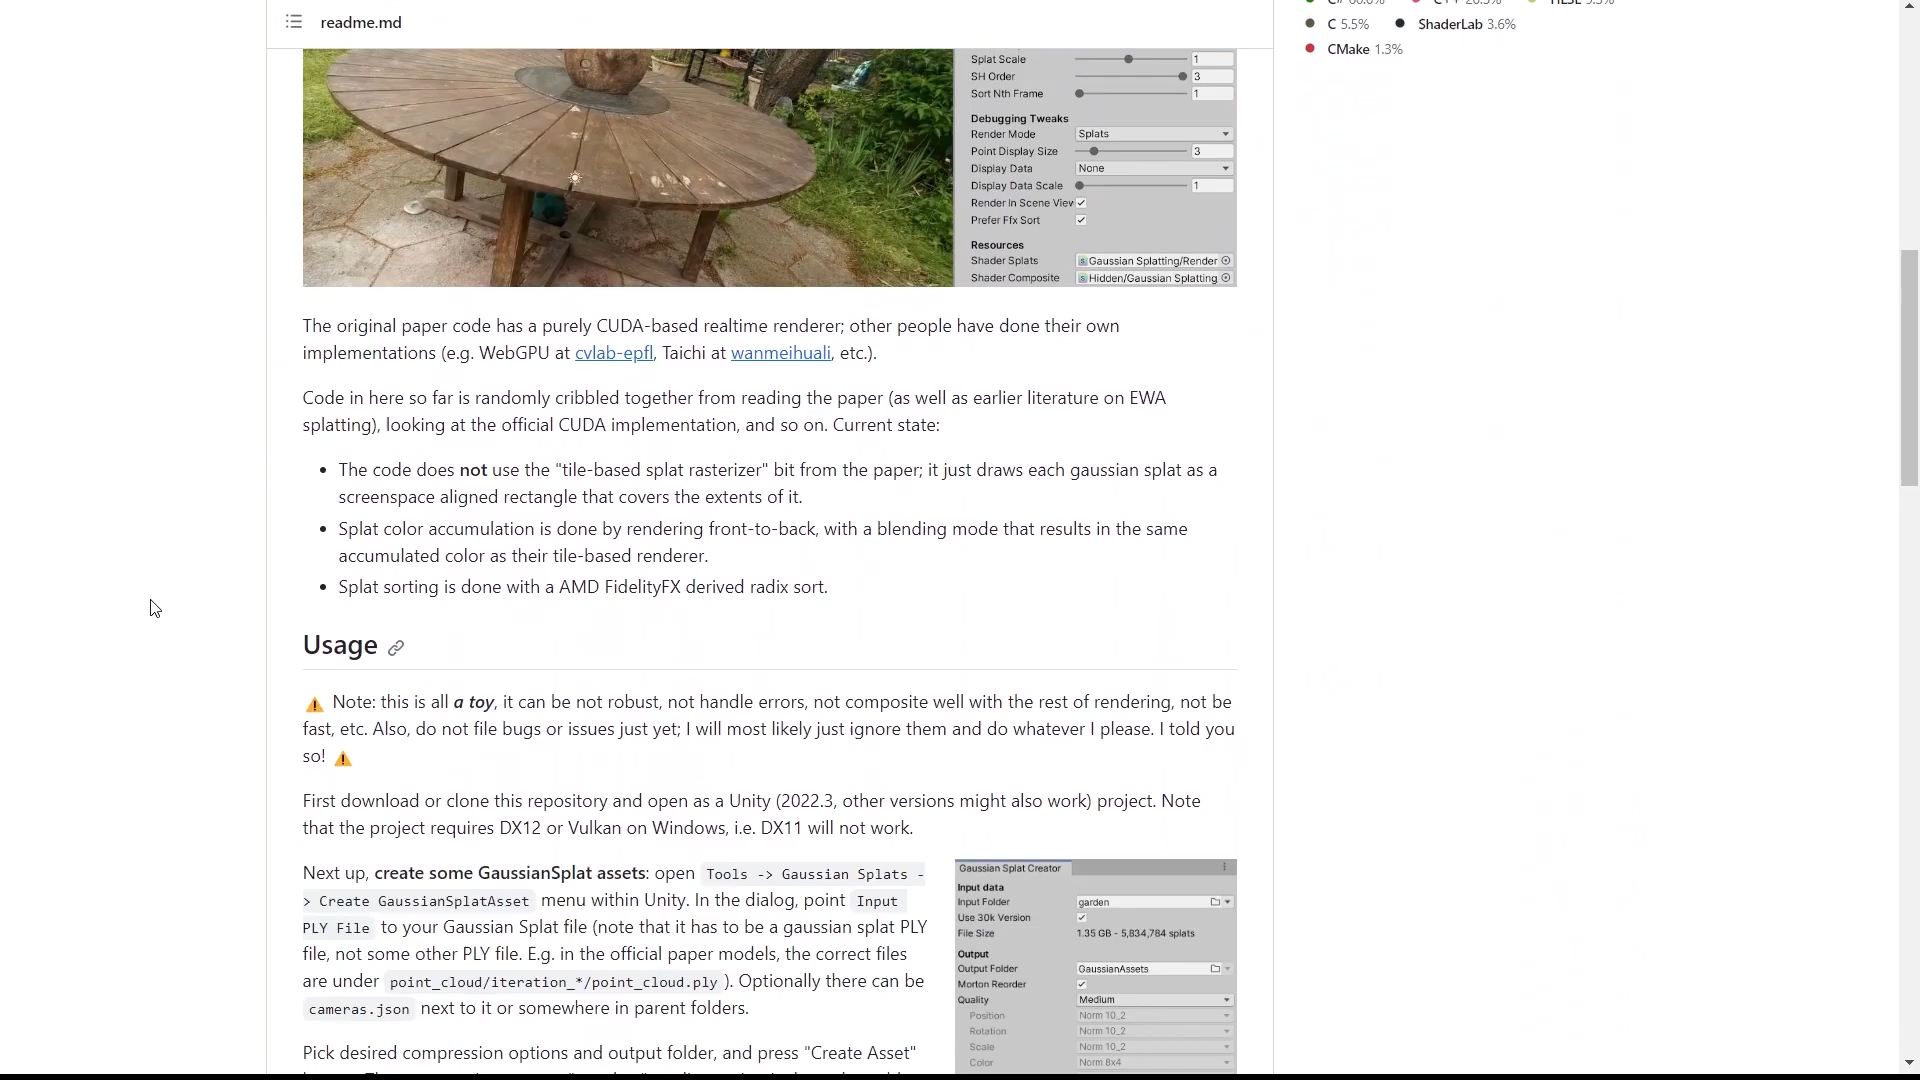 readme.md
C 5.5% ShaderLab 3.6%
CMake 1.3%
Splat Scale 1
SH Order 3
Sort Nth Frame 1
Debugging Tweaks
Render Mode Splats
Point Display Size 3
Display Data None
Display Data Scale 1
Render In Scene View
Prefer Ffx Sort
Resources
Shader Splats Gaussian Splatting/Render
Shader Composite Hidden/Gaussian Splatting
The original paper code has a purely CUDA-based realtime renderer; other people have done their own
implementations (e.g. WebGPU at cvlab-epfl, Taichi at wanmeihuali, etc.).
Code in here so far is randomly cribbled together from reading the paper (as well as earlier literature on EWA
splatting), looking at the official CUDA implementation, and so on. Current state:
• The code does not use the "tile-based splat rasterizer" bit from the paper; it just draws each gaussian splat as a
screenspace aligned rectangle that covers the extents of it.
• Splat color accumulation is done by rendering front-to-back, with a blending mode that results in the same
accumulated color as their tile-based renderer.
• Splat sorting is done with a AMD FidelityFX derived radix sort.
Usage
⚠️ Note: this is all a toy, it can be not robust, not handle errors, not composite well with the rest of rendering, not be
fast, etc. Also, do not file bugs or issues just yet; I will most likely just ignore them and do whatever I please. I told you
so! ⚠️
First download or clone this repository and open as a Unity (2022.3, other versions might also work) project. Note
that the project requires DX12 or Vulkan on Windows, i.e. DX11 will not work.
Next up, create some GaussianSplat assets: open Tools -> Gaussian Splats -
> Create GaussianSplatAsset menu within Unity. In the dialog, point Input
PLY File to your Gaussian Splat file (note that it has to be a gaussian splat PLY
file, not some other PLY file. E.g. in the official paper models, the correct files
are under point_cloud/iteration_*/point_cloud.ply ). Optionally there can be
cameras.json next to it or somewhere in parent folders.
Pick desired compression options and output folder, and press "Create Asset"
Gaussian Splat Creator
Input data
Input Folder garden
Use 30k Version
File Size 1.35 GB - 5,834,784 splats
Output
Output Folder GaussianAssets
Morton Reorder
Quality Medium
Position Norm 10_2
Rotation Norm 10_2
Scale Norm 10_2
Color Norm 8x4